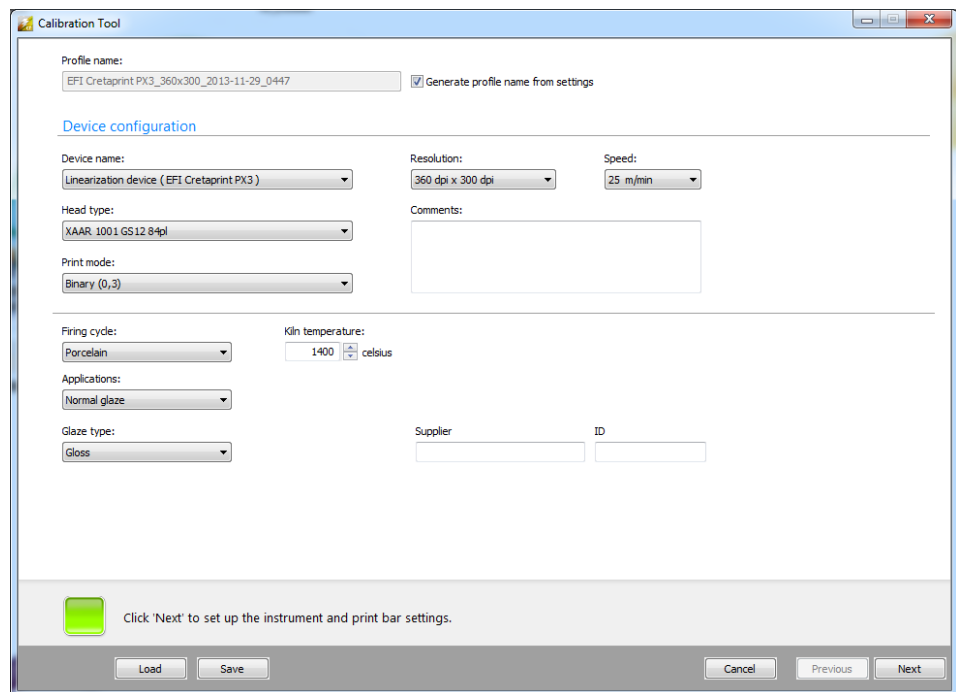 Calibration Tool
Profile name:
EFI Cretaprint PX3_360x300_2013-11-29_0447
Generate profile name from settings
Device configuration
Device name:
Resolution:
Speed:
Linearization device ( EFI Cretaprint PX3 )
360 dpi x 300 dpi
25 m/min
Head type:
Comments:
XAAR 1001 GS12 84pl
Print mode:
Binary (0,3)
Firing cycle:
Kiln temperature:
Porcelain
1400 celsius
Applications:
Normal glaze
Glaze type:
Supplier
ID
Gloss
Click 'Next' to set up the instrument and print bar settings.
Load
Save
Cancel
Previous
Next